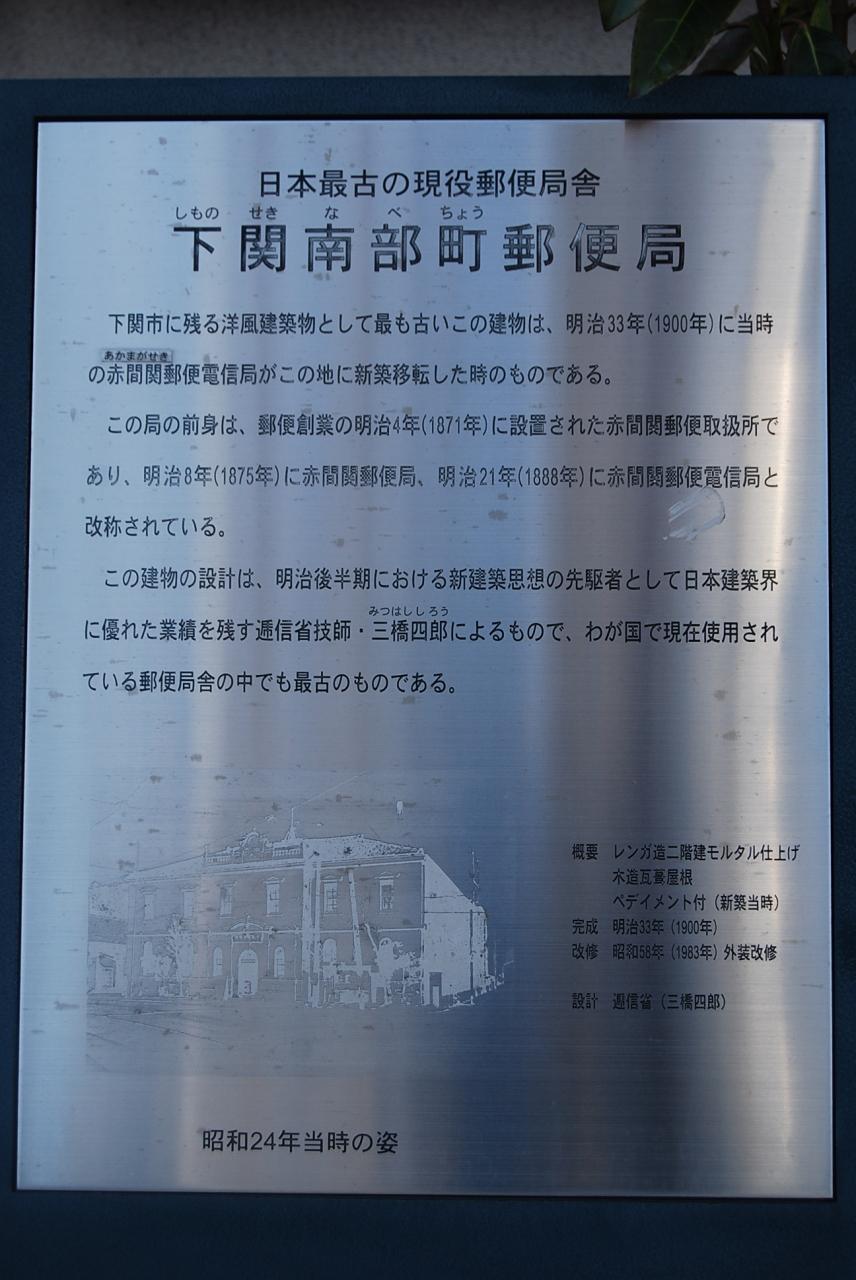 日本最古の現役郵便局舎
しものせきなべちょう
下関南部町郵便局
下関市に残る洋風建築物として最も古いこの建物は、明治33年(1900年)に当時
あかまがせき
の赤間関郵便電信局がこの地に新築移転した時のものである。
この局の前身は、郵便創業の明治4年(1871年)に設置された赤間関郵便取扱所で
あり、明治8年(1875年)に赤間関郵便局、明治21年(1888年)に赤間関郵便電信局と
改称されている。
この建物の設計は、明治後半期における新建築思想の先駆者として日本建築界
みつはししろう
に優れた業績を残す逓信省技師・三橋四郎によるもので、わが国で現在使用され
ている郵便局舎の中でも最古のものである。
概要 レンガ造二階建モルタル仕上げ
木造瓦葺屋根
ペデイメント付(新築当時)
完成 明治33年(1900年)
改修 昭和58年(1983年)外装改修
設計 逓信省(三橋四郎)
昭和24年当時の姿